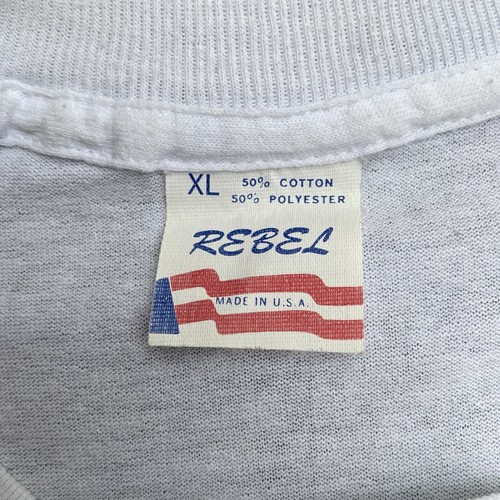 XL 50% COTTON
50% POLYESTER
REBEL
MADE IN U.S.A.